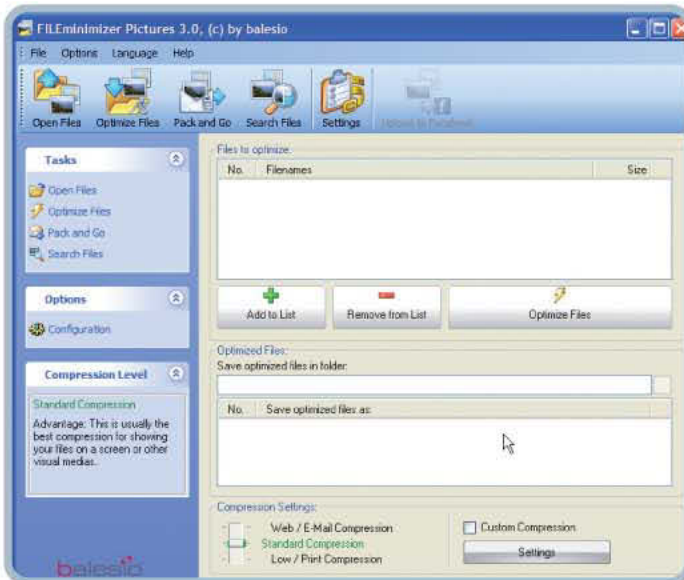 FILEminimizer Pictures 3.0, (c) by balesio
File Options Language Help
Open Files Optimize Files Pack and Go Search Files Settings Upload to Facebook
Tasks
Open Files
Optimize Files
Pack and Go
Search Files
Options
Configuration
Compression Level
Standard Compression
Advantage: This is usually the
best compression for showing
your files on a screen or other
visual medias.
balesio
Files to optimize:
No. Filenames Size
Add to List Remove from List Optimize Files
Optimized Files:
Save optimized files in folder:
No. Save optimized files as:
Compression Settings:
Web / E-Mail Compression
Standard Compression
Low / Print Compression
Custom Compression
Settings